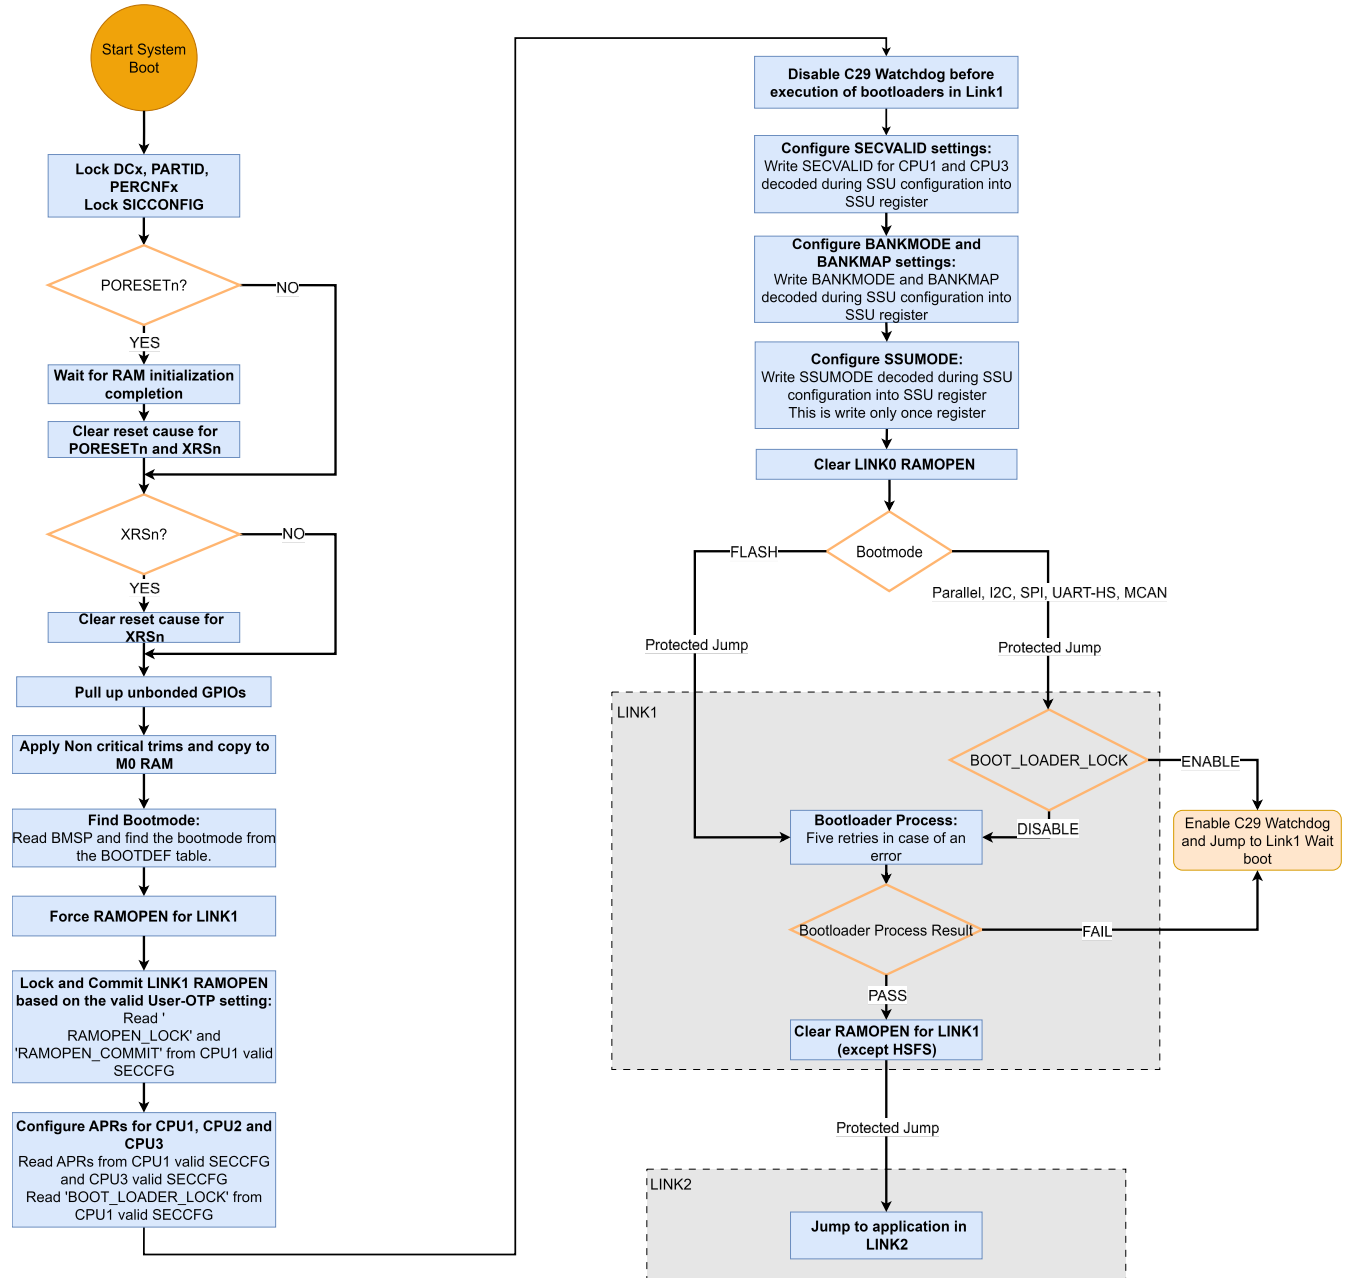 Start System
Boot
Lock DCx, PARTID,
PERCNFx
Lock SICCONFIG
PORESETn?
NO
YES
Wait for RAM initialization
completion
Clear reset cause for
PORESETn and XRSn
XRSn?
NO
YES
Clear reset cause for
XRSn
Pull up unbonded GPIOs
Apply Non critical trims and copy to
M0 RAM
Find Bootmode:
Read BMSP and find the bootmode from
the BOOTDEF table.
Force RAMOPEN for LINK1
Lock and Commit LINK1 RAMOPEN
based on the valid User-OTP setting:
Read '
RAMOPEN_LOCK' and
'RAMOPEN_COMMIT' from CPU1 valid
SECCFG
Configure APRs for CPU1, CPU2 and
CPU3
Read APRs from CPU1 valid SECCFG
and CPU3 valid SECCFG
Read 'BOOT_LOADER_LOCK' from
CPU1 valid SECCFG
Disable C29 Watchdog before
execution of bootloaders in Link1
Configure SECVALID settings:
Write SECVALID for CPU1 and CPU3
decoded during SSU configuration into
SSU register
Configure BANKMODE and
BANKMAP settings:
Write BANKMODE and BANKMAP
decoded during SSU configuration into
SSU register
Configure SSUMODE:
Write SSUMODE decoded during SSU
configuration into SSU register
This is write only once register
Clear LINK0 RAMOPEN
Bootmode
FLASH
Parallel, I2C, SPI, UART-HS, MCAN
Protected Jump
Protected Jump
LINK1
BOOT_LOADER_LOCK
ENABLE
DISABLE
Bootloader Process:
Five retries in case of an
error
Enable C29 Watchdog
and Jump to Link1 Wait
boot
Bootloader Process Result
FAIL
PASS
Clear RAMOPEN for LINK1
(except HSFS)
Protected Jump
LINK2
Jump to application in
LINK2